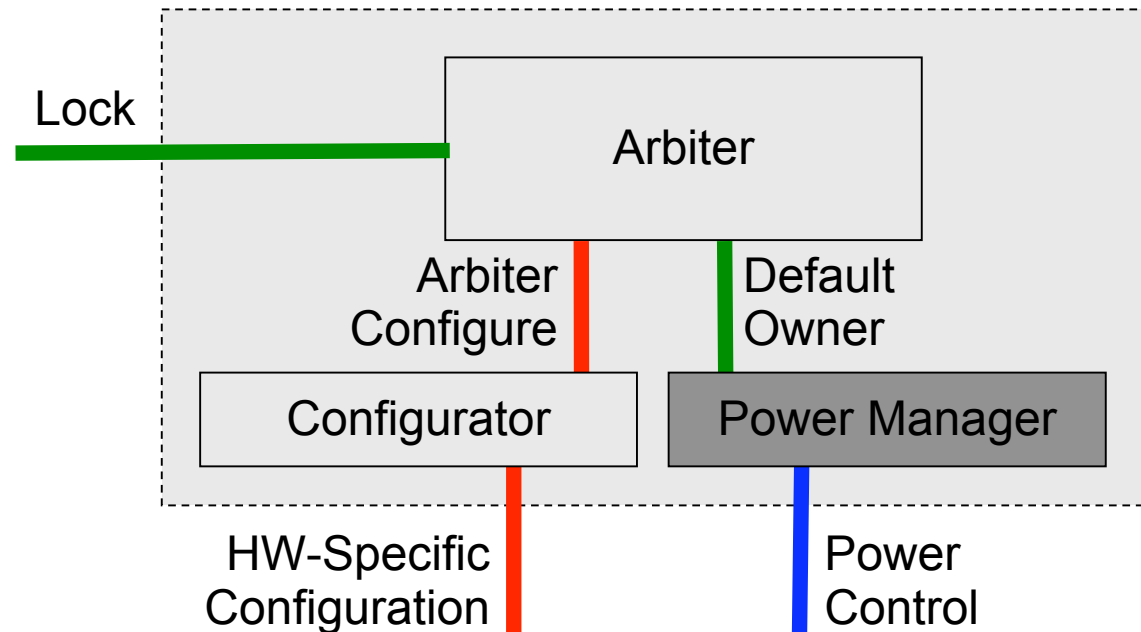 Lock
Arbiter
Arbiter
Configure
Default
Owner
Configurator
Power Manager
HW-Specific
Configuration
Power
Control